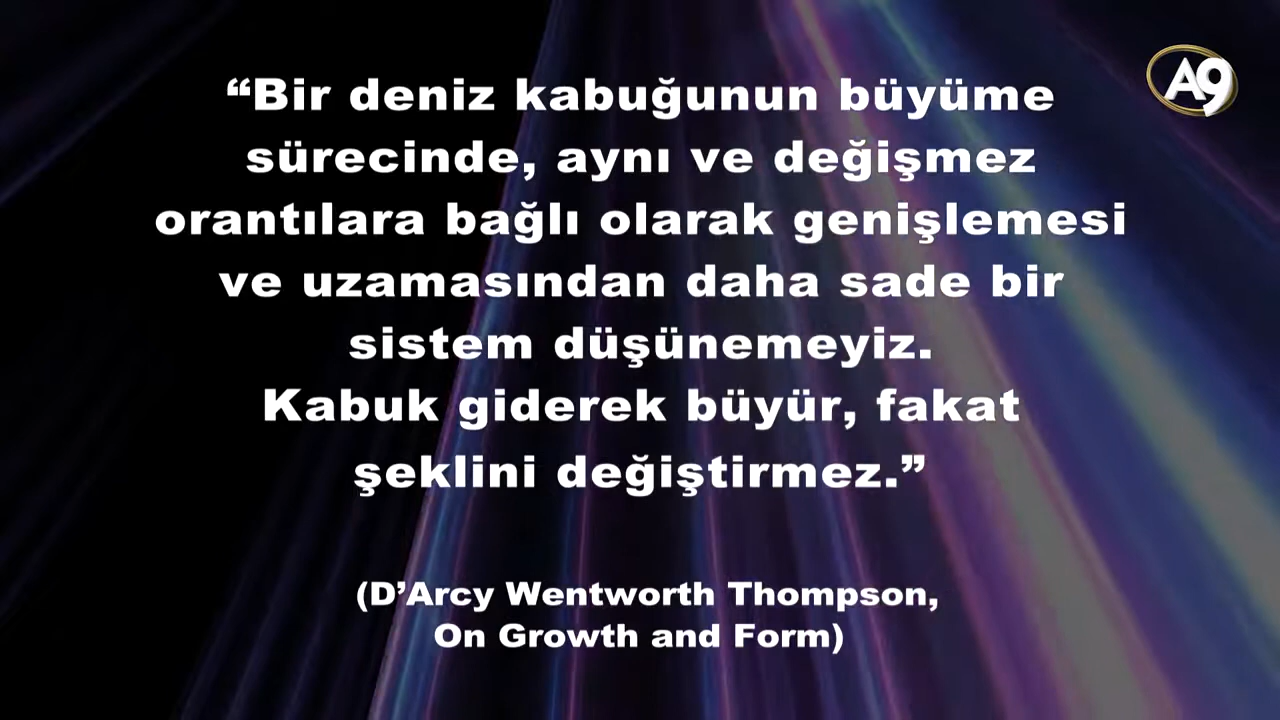 A9
“Bir deniz kabuğunun büyüme
sürecinde, aynı ve değişmez
orantılara bağlı olarak genişlemesi
ve uzamasından daha sade bir
sistem düşünemeyiz.
Kabuk giderek büyür, fakat
şeklini değiştirmez.”
(D’Arcy Wentworth Thompson,
On Growth and Form)